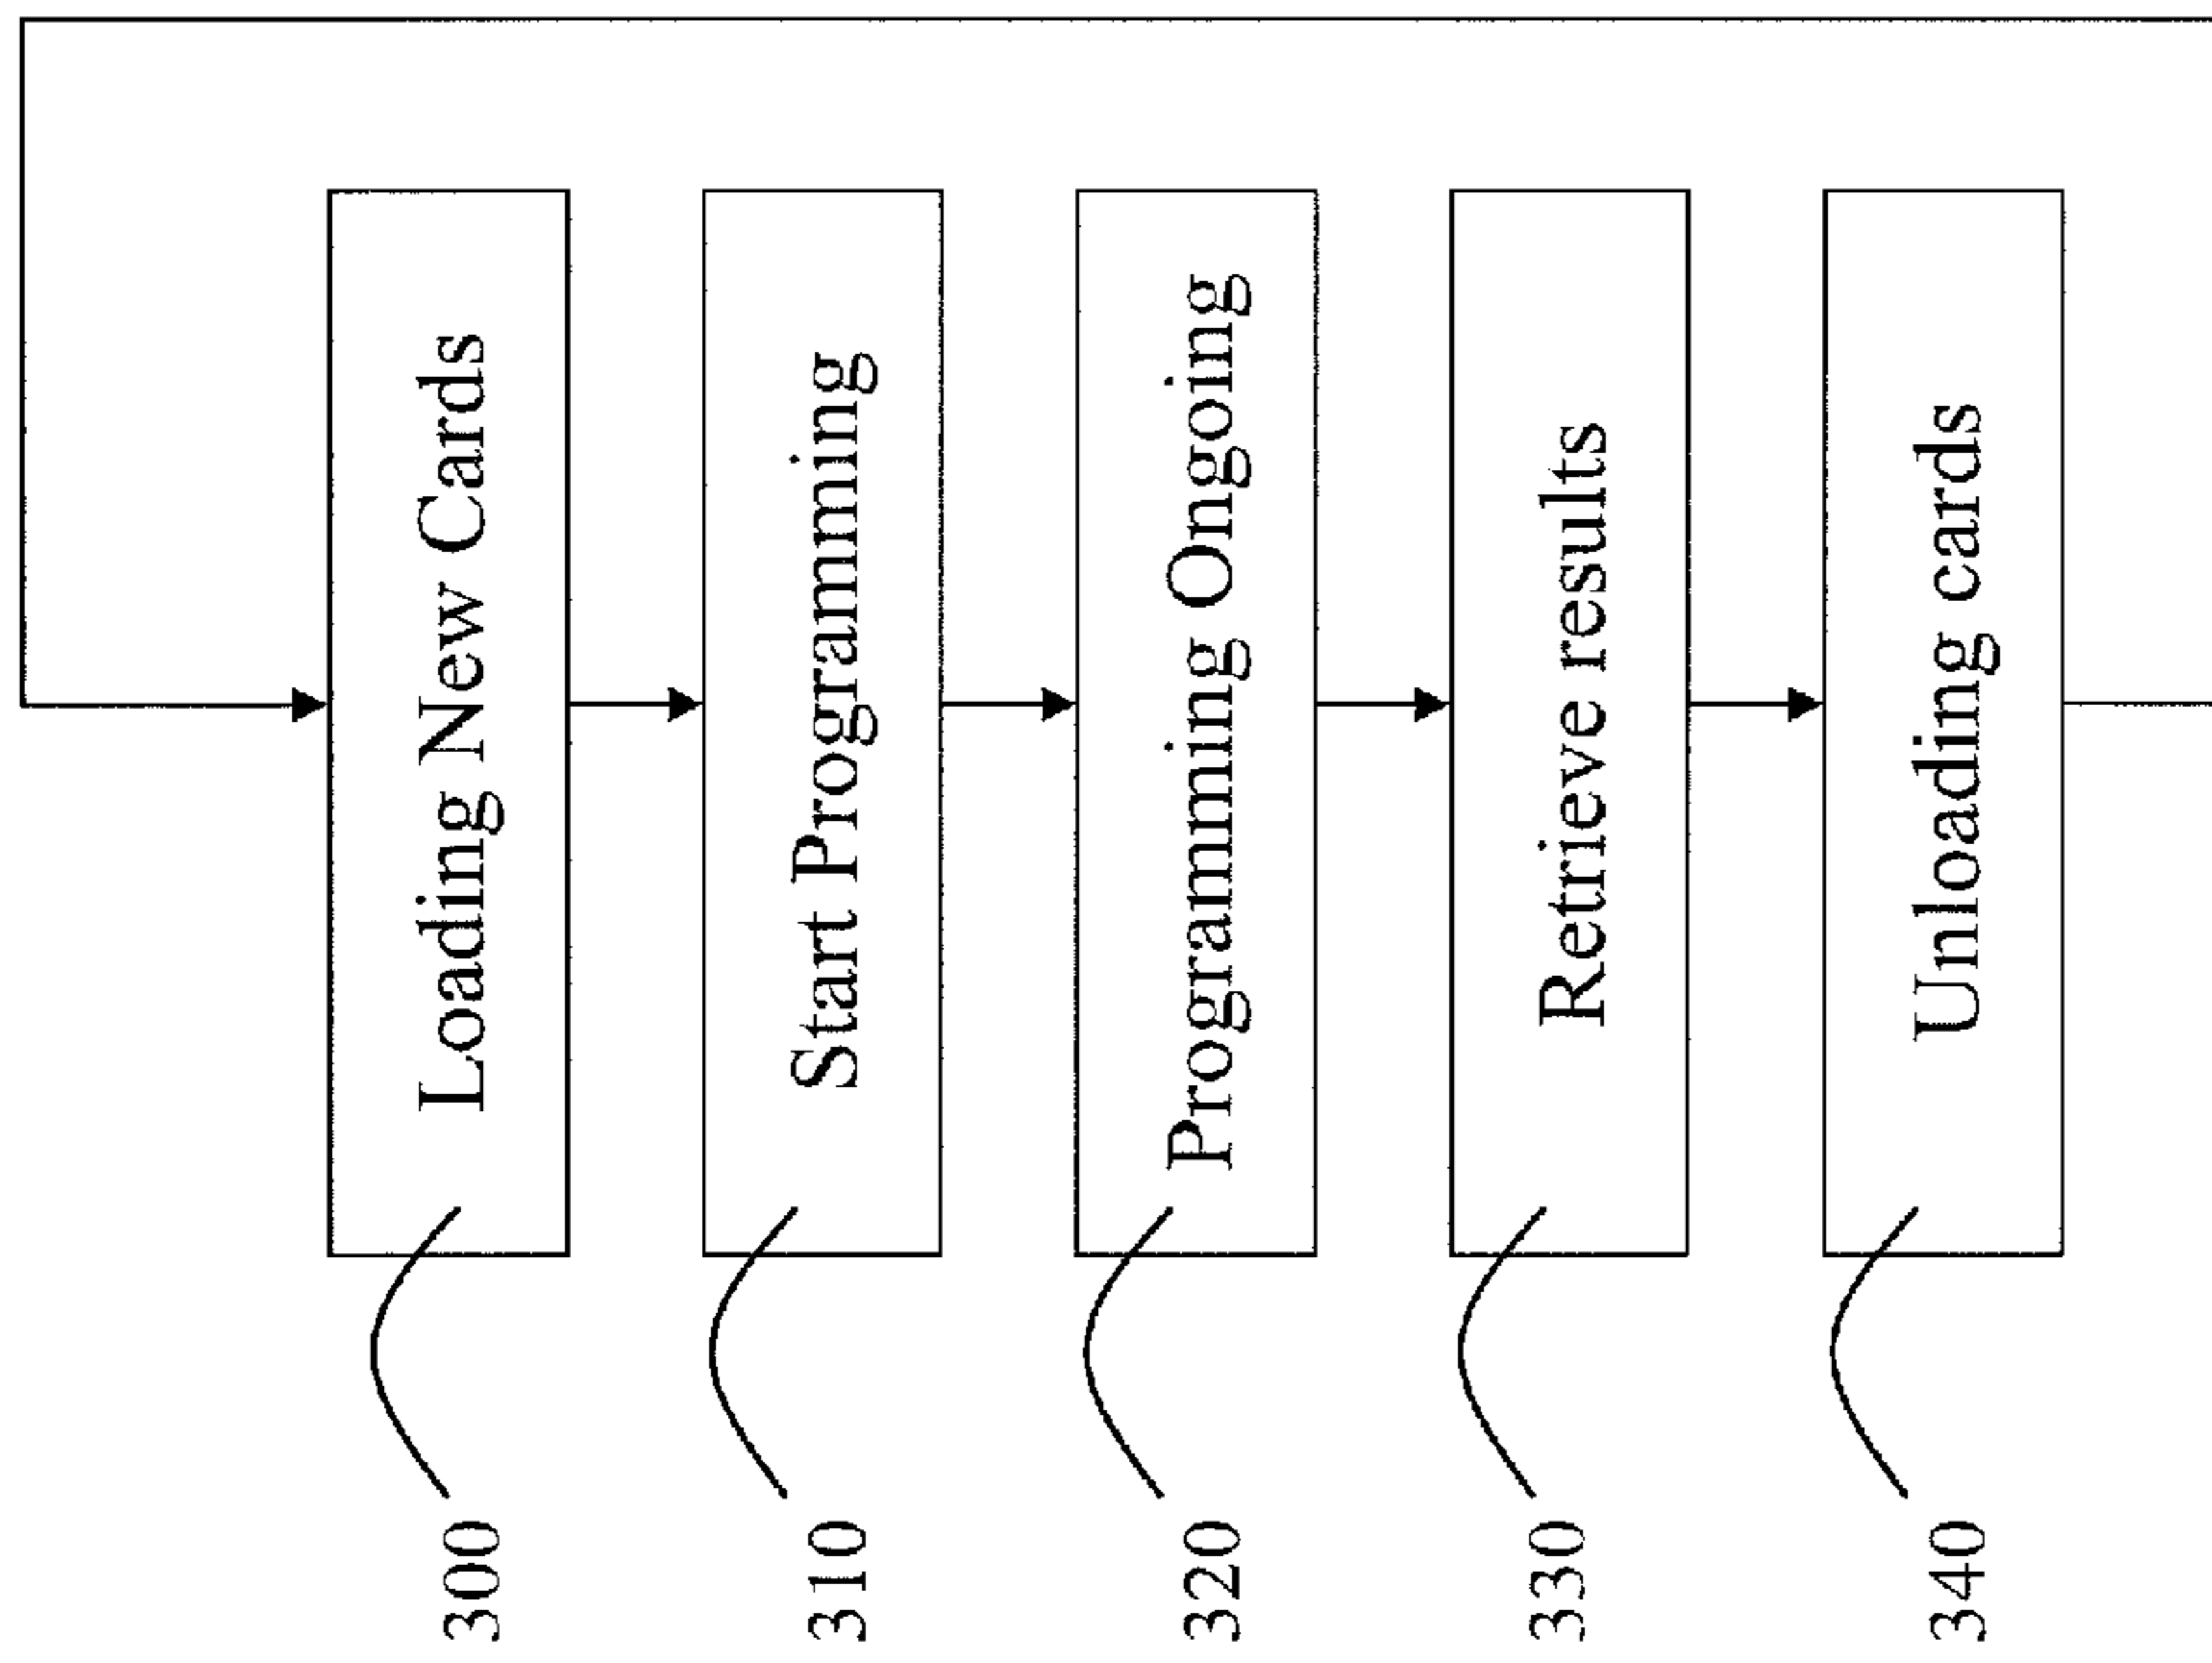 300 Loading New Cards
310 Start Programming
320 Programming Ongoing
330 Retrieve results
340 Unloading cards